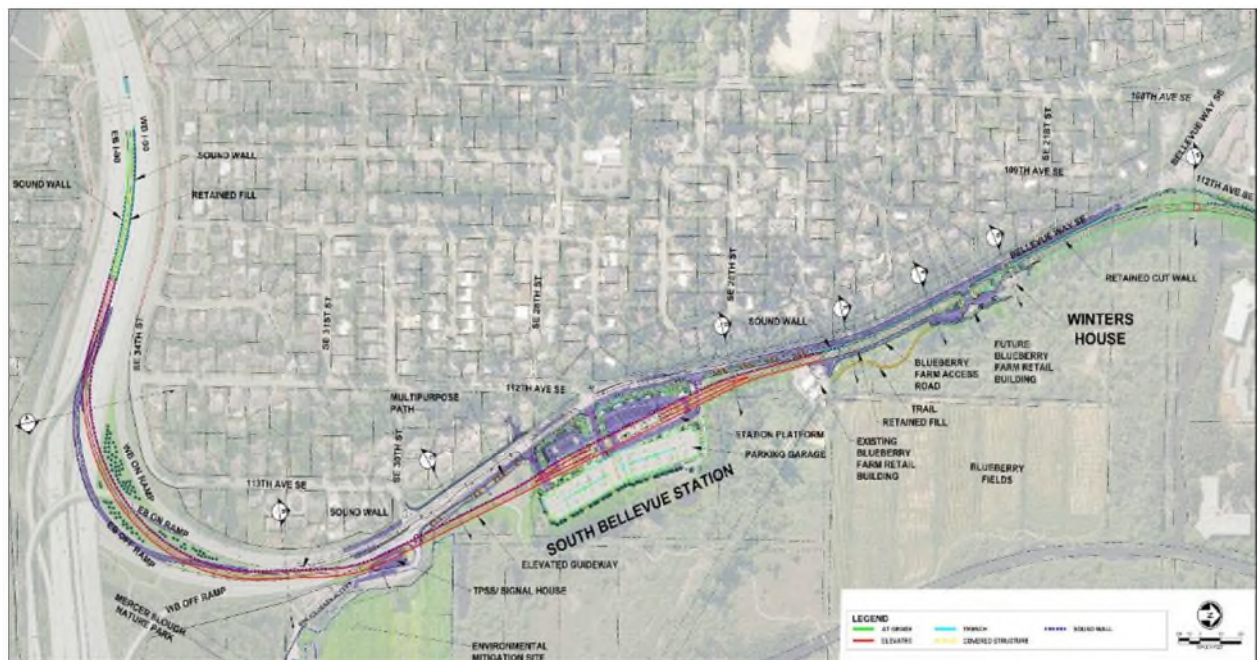 108TH AVE SE
BELLEVUE WAY SE
112TH AVE SE
EB I-90
WB I-90
SOUND WALL
SOUND WALL
RETAINED FILL
SE 21ST ST
109TH AVE SE
BELLEVUE WAY SE
RETAINED CUT WALL
SE 34TH ST
SE 31ST ST
SE 28TH ST
SOUND WALL
WINTERS
HOUSE
112TH AVE SE
MULTIPURPOSE
PATH
BLUEBERRY
FARM ACCESS
ROAD
FUTURE
BLUEBERRY
FARM RETAIL
BUILDING
TRAIL
RETAINED FILL
STATION PLATFORM
PARKING GARAGE
EXISTING
BLUEBERRY
FARM RETAIL
BUILDING
BLUEBERRY
FIELDS
SE 30TH ST
113TH AVE SE
SOUND WALL
WB ON RAMP
EB ON RAMP
EB OFF RAMP
WB OFF RAMP
SOUTH BELLEVUE STATION
ELEVATED GUIDEWAY
TPSS/ SIGNAL HOUSE
MERCER SLOUGH
NATURE PARK
ENVIRONMENTAL
MITIGATION SITE
LEGEND
AT GRADE
TRENCH
SOUND WALL
ELEVATED
COVERED STRUCTURE